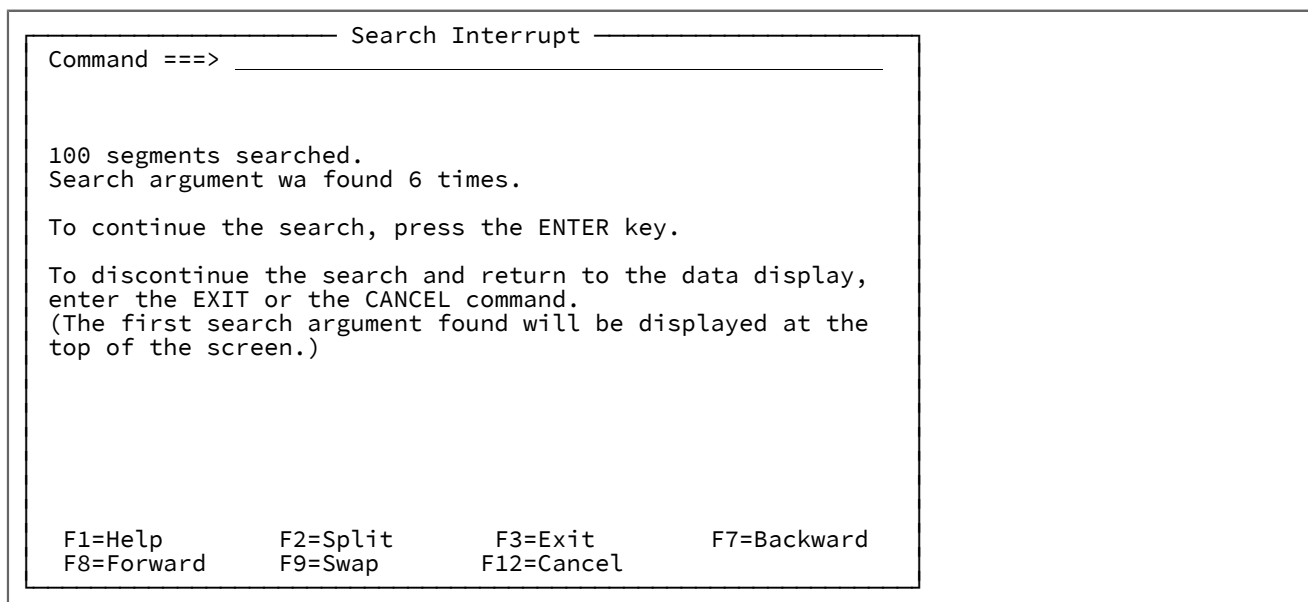 Search Interrupt
Command ===>
100 segments searched.
Search argument wa found 6 times.
To continue the search, press the ENTER key.
To discontinue the search and return to the data display,
enter the EXIT or the CANCEL command.
(The first search argument found will be displayed at the
top of the screen.)
F1=Help F2=Split F3=Exit F7=Backward
F8=Forward F9=Swap F12=Cancel